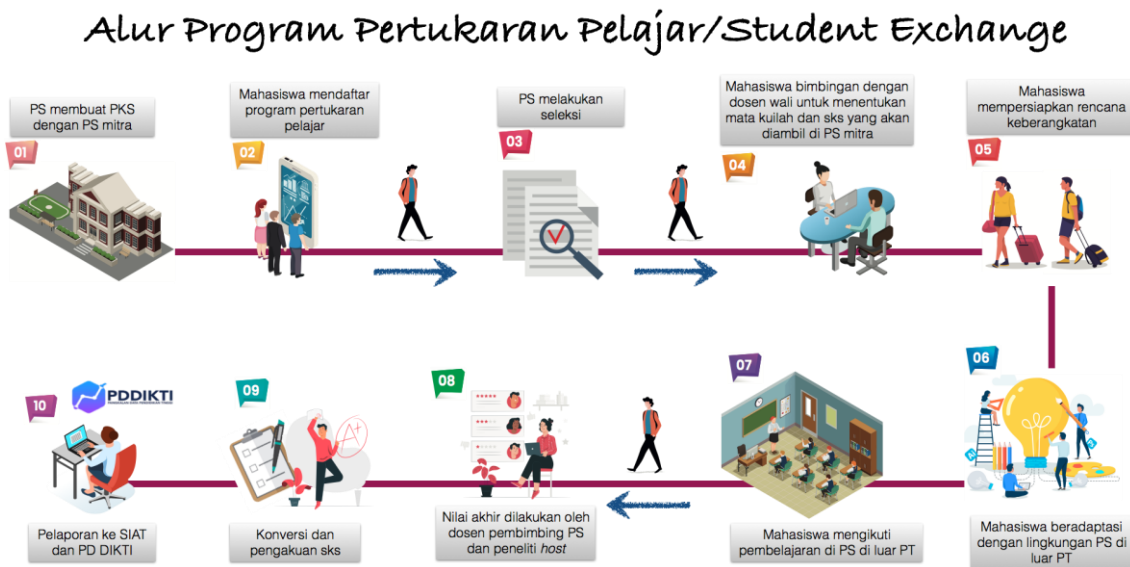 Alur Program Pertukaran Pelajar/Student Exchange
PS membuat PKS
dengan PS mitra
01
Mahasiswa mendaftar
program pertukaran
pelajar
02
PS melakukan
seleksi
03
Mahasiswa bimbingan dengan
dosen wali untuk menentukan
mata kuilah dan sks yang akan
diambil di PS mitra
04
Mahasiswa
mempersiapkan rencana
keberangkatan
05
06
Mahasiswa beradaptasi
dengan lingkungan PS di
luar PT
07
Mahasiswa mengikuti
pembelajaran di PS di luar PT
08
Nilai akhir dilakukan oleh
dosen pembimbing PS
dan peneliti host
09
A+
Konversi dan
pengakuan sks
10
PDDIKTI
Pelaporan ke SIAT
dan PD DIKTI